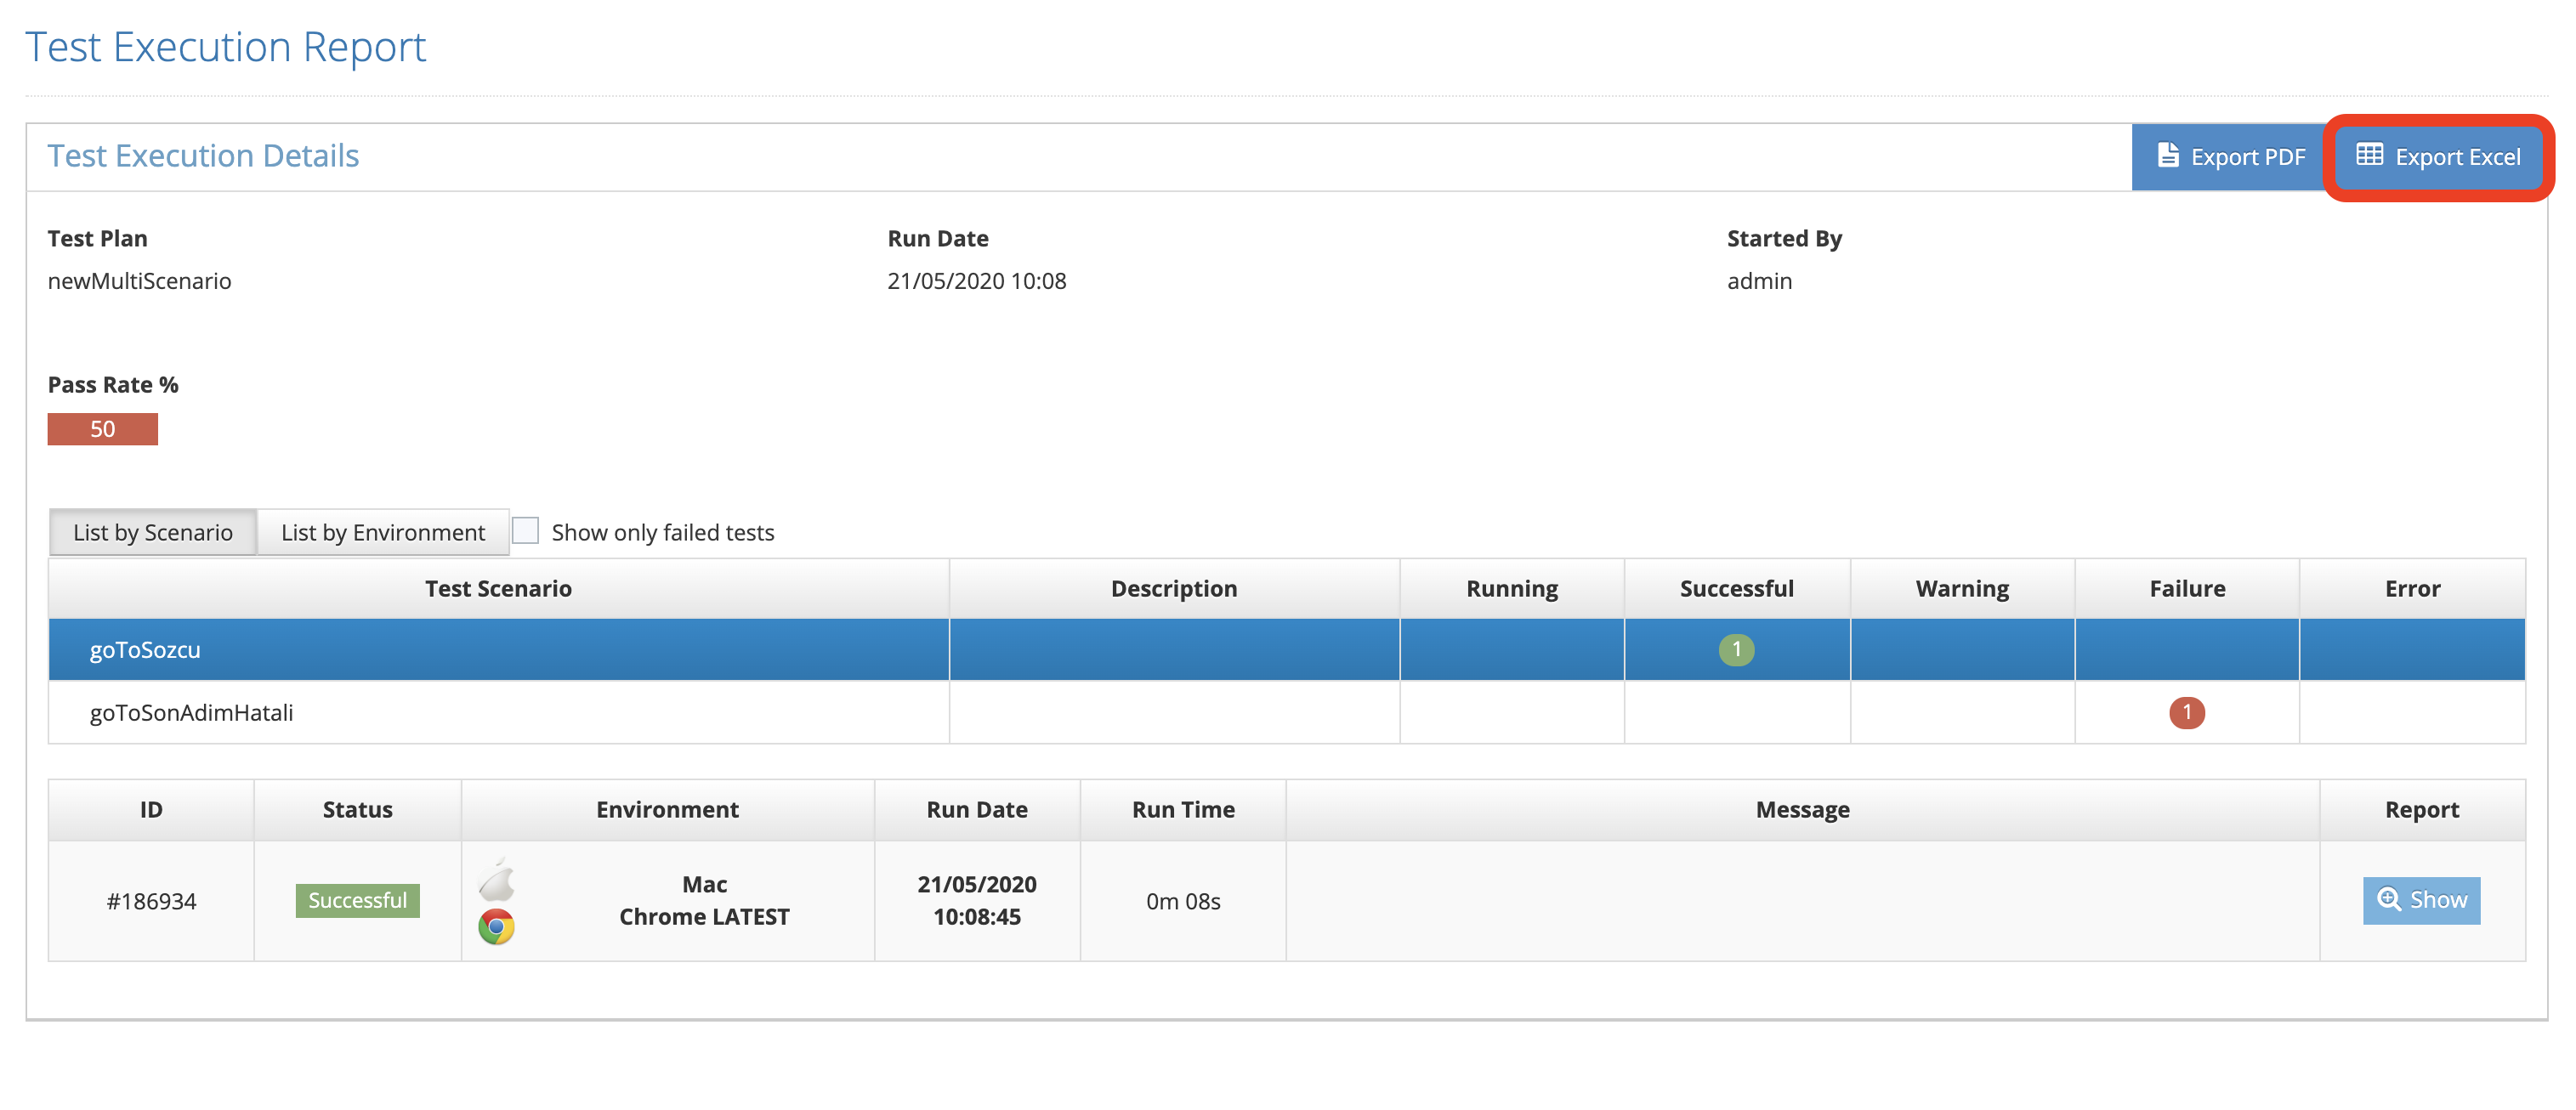 Test Execution Report
Test Execution Details
Export PDF
Export Excel
Test Plan
Run Date
Started By
newMultiScenario
21/05/2020 10:08
admin
Pass Rate %
50
List by Scenario
List by Environment
Show only failed tests
Test Scenario
Description
Running
Successful
Warning
Failure
Error
goToSozcu
1
goToSonAdimHatali
1
ID
Status
Environment
Run Date
Run Time
Message
Report
#186934
Successful
Mac
Chrome LATEST
21/05/2020
10:08:45
0m 08s
Show